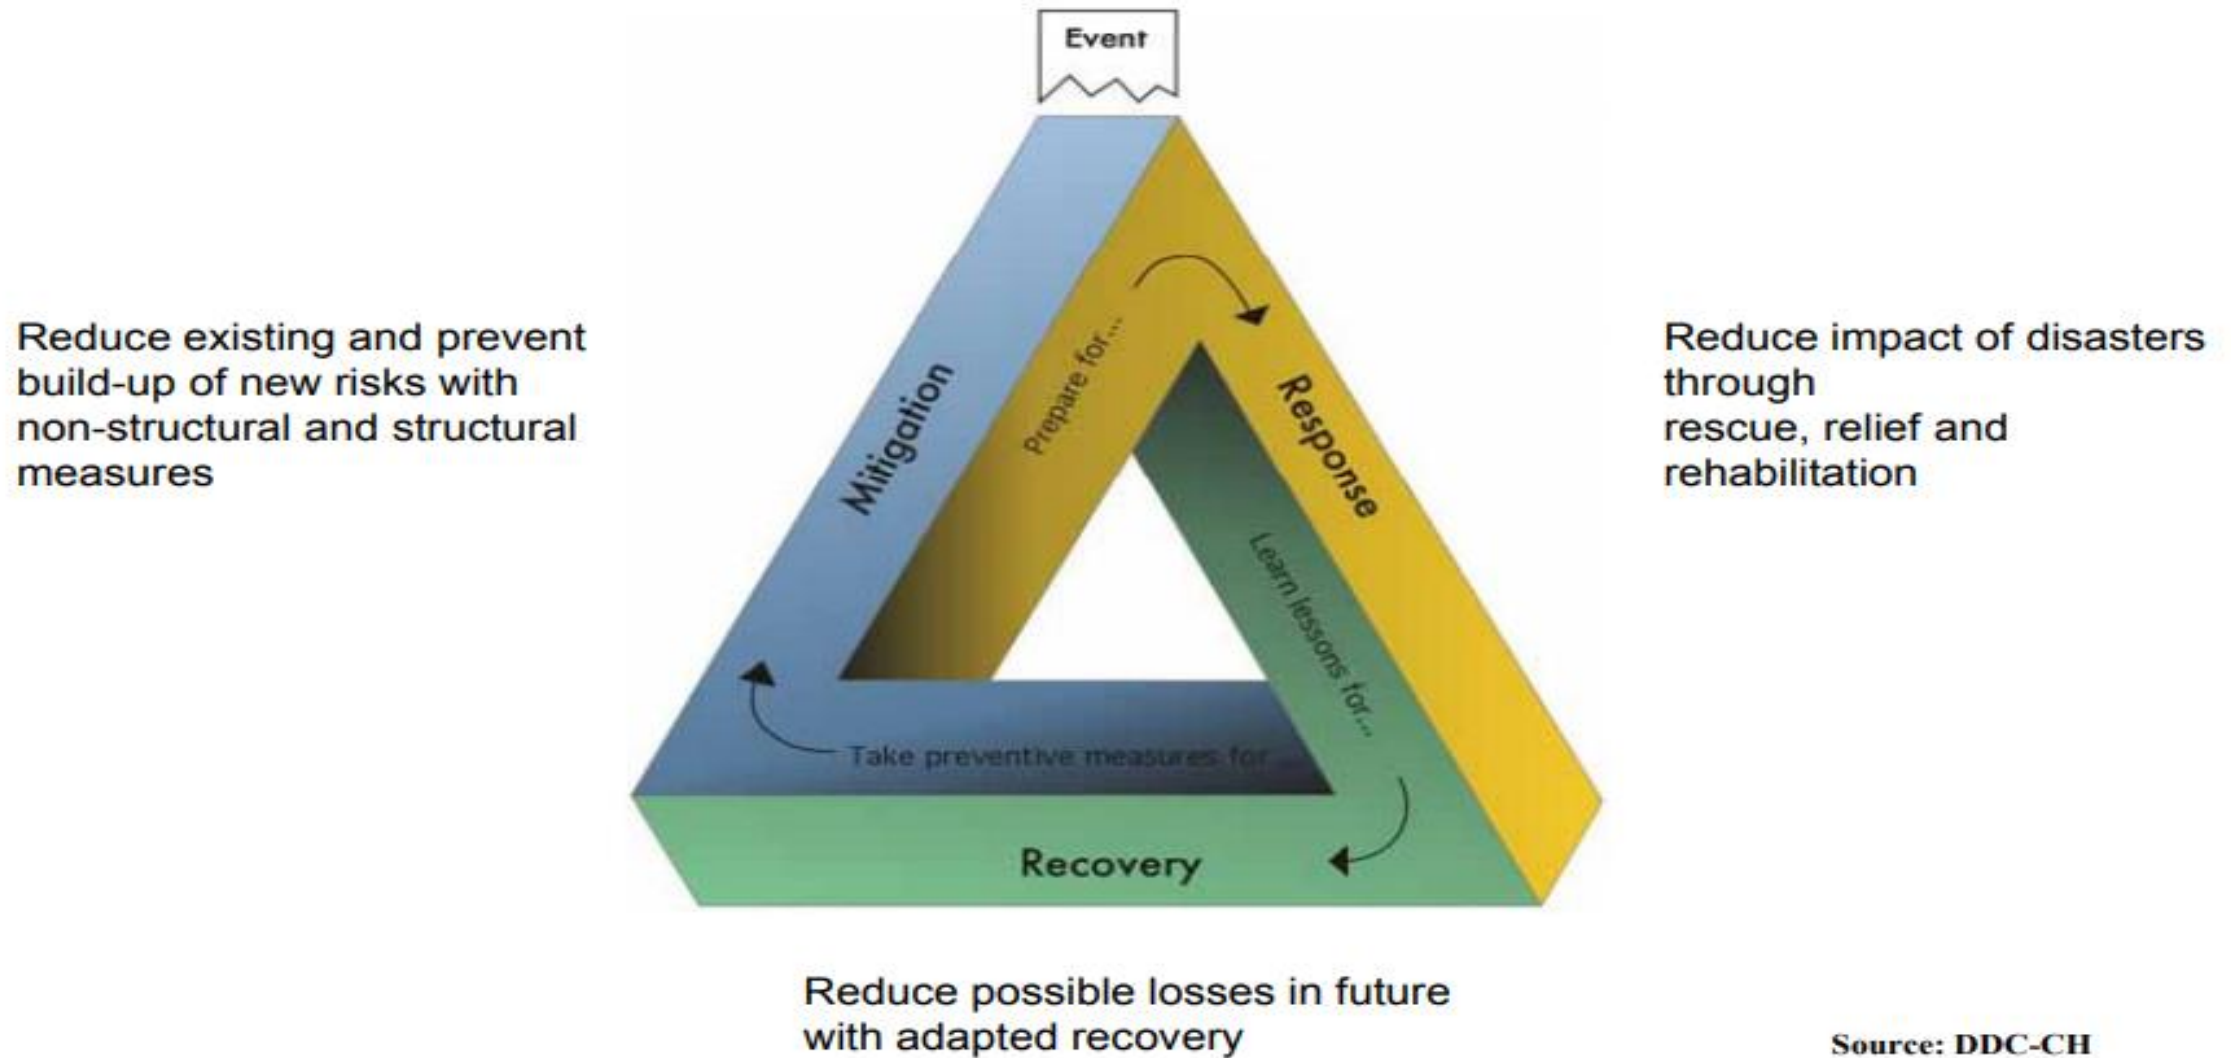 Event
Reduce existing and prevent
build-up of new risks with
non-structural and structural
measures
Mitigation
Prepare for...
Response
Learn lessons for...
Take preventive measures for
Recovery
Reduce impact of disasters
through
rescue, relief and
rehabilitation
Reduce possible losses in future
with adapted recovery
Source: DDC-CH